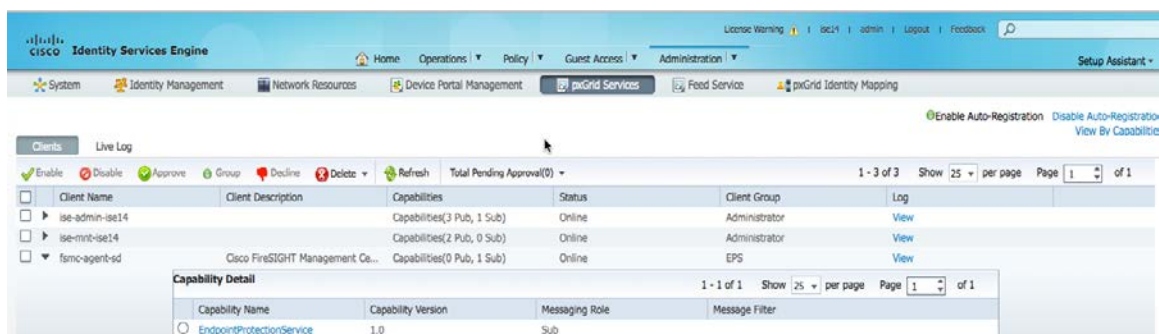 License Warning | ise14 | admin | Logout | Feedback
cisco Identity Services Engine
Home Operations Policy Guest Access Administration
Setup Assistant
System Identity Management Network Resources Device Portal Management pxGrid Services Feed Service pxGrid Identity Mapping
Enable Auto-Registration Disable Auto-Registration
View By Capabilities
Clients Live Log
Enable Disable Approve Group Decline Delete Refresh Total Pending Approval(0) 1 - 3 of 3 Show 25 per page Page 1 of 1
Client Name Client Description Capabilities Status Client Group Log
ise-admin-ise14 Capabilities(3 Pub, 1 Sub) Online Administrator View
ise-mnt-ise14 Capabilities(2 Pub, 0 Sub) Online Administrator View
fsmc-agent-sd Cisco FireSIGHT Management Ce... Capabilities(0 Pub, 1 Sub) Online EPS View
Capability Detail 1 - 1 of 1 Show 25 per page Page 1 of 1
Capability Name Capability Version Messaging Role Message Filter
EndpointProtectionService 1.0 Sub